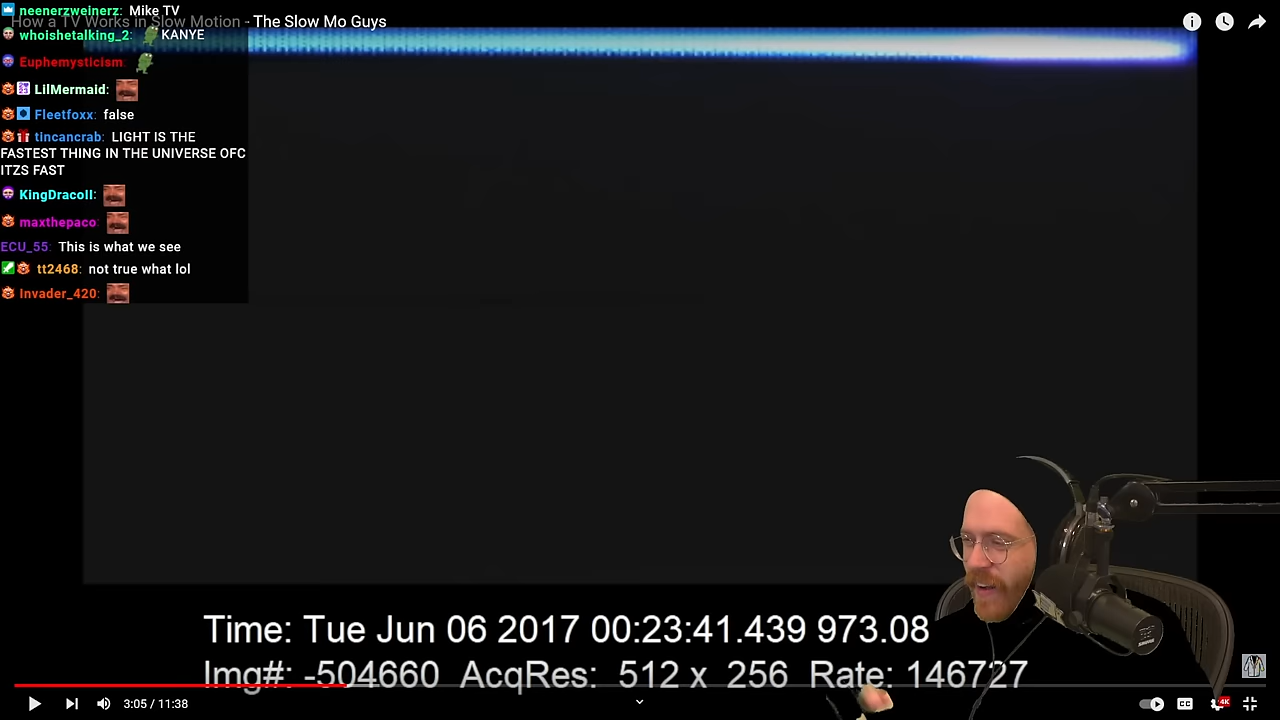 neenerzweinerz: Mike TV
How a TV Works in Slow Motion - The Slow Mo Guys
whoishetalking_2: KANYE
Euphemysticism:
LilMermaid:
Fleetfoxx: false
tincancrab: LIGHT IS THE
FASTEST THING IN THE UNIVERSE OFC
ITZS FAST
KingDracoII:
maxthepaco:
ECU_55: This is what we see
tt2468: not true what lol
Invader_420:
Time: Tue Jun 06 2017 00:23:41.439 973.08
Img#: -504660 AcqRes: 512 x 256 Rate: 146727
3:05 / 11:38
CC
4K